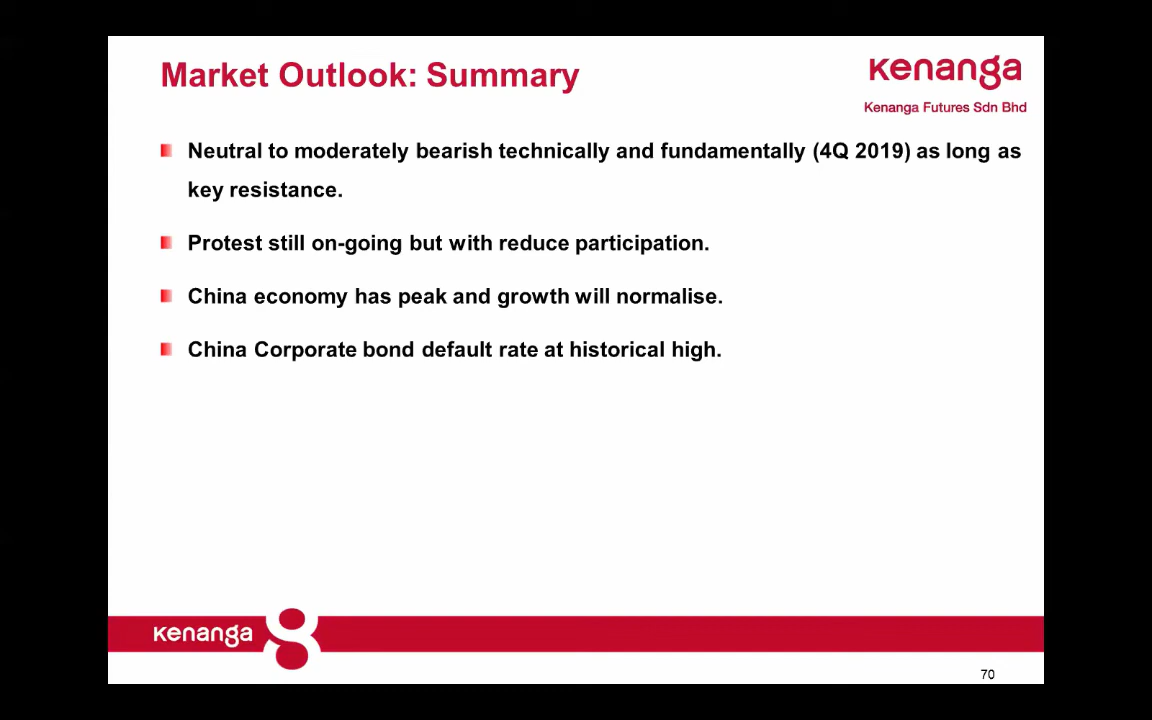 Market Outlook: Summary
Kenanga
Kenanga Futures Sdn Bhd
Neutral to moderately bearish technically and fundamentally (4Q 2019) as long as
key resistance.
Protest still on-going but with reduce participation.
China economy has peak and growth will normalise.
China Corporate bond default rate at historical high.
Kenanga
70